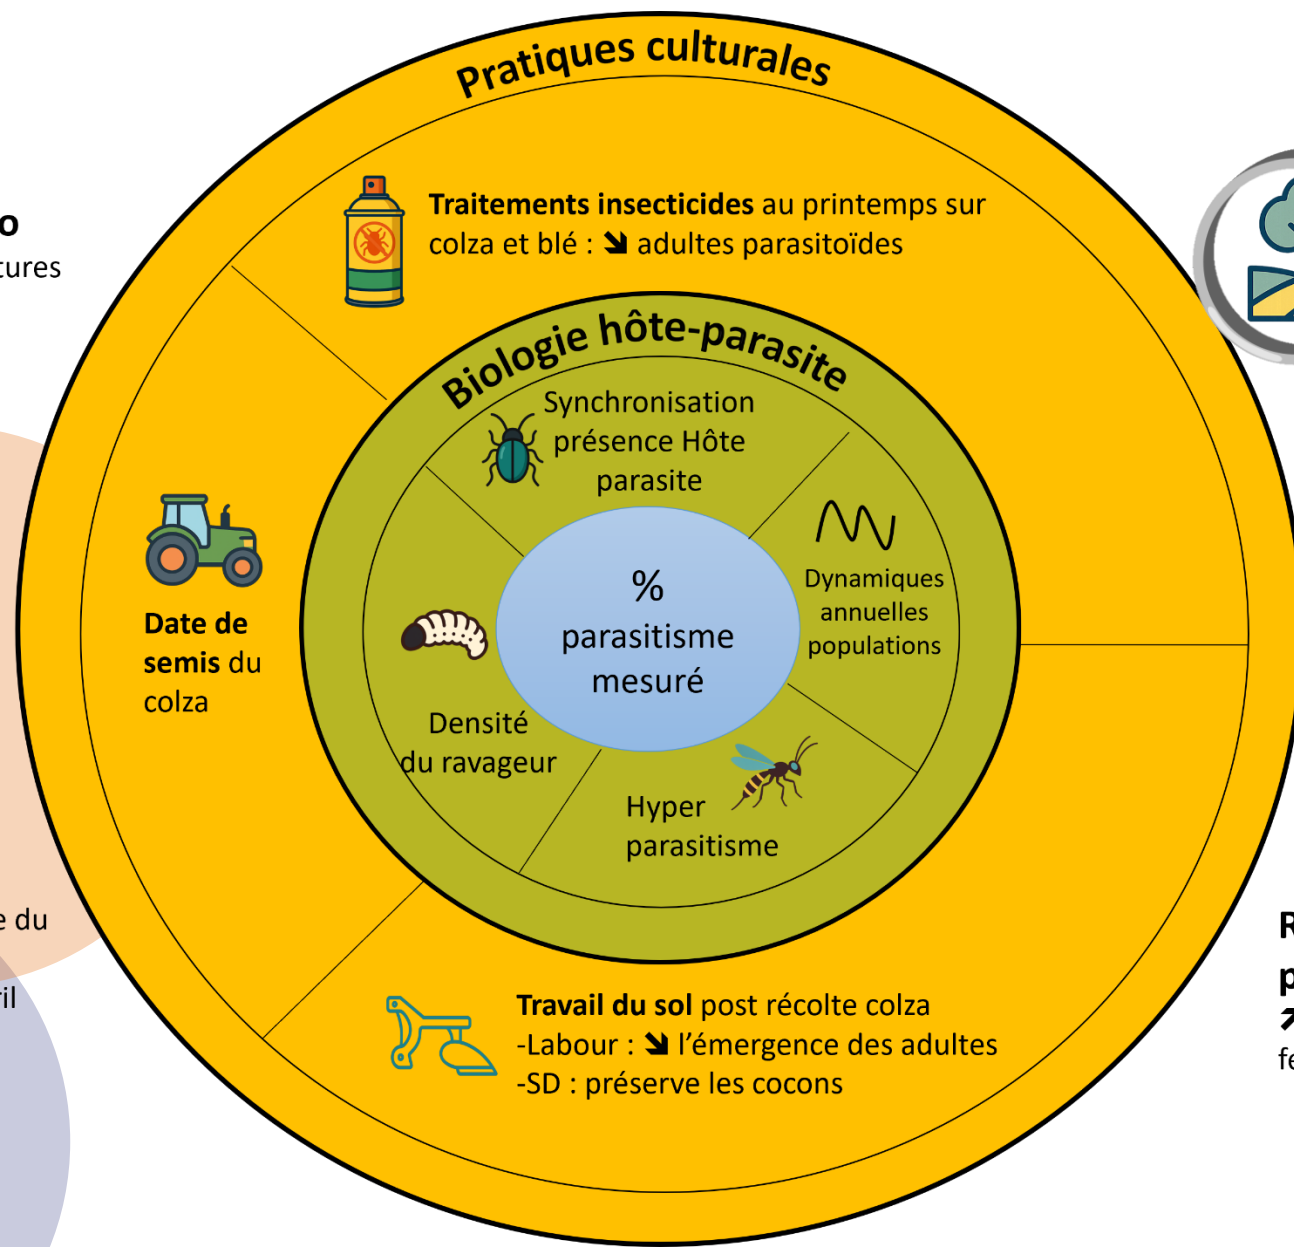 Pratiques culturales
Traitements insecticides au printemps sur
colza et blé : ⬊ adultes parasitoïdes
Biologie hôte-parasite
Synchronisation
présence Hôte
parasite
Dynamiques
annuelles
populations
%
parasitisme
mesuré
Date de
semis du
colza
Densité
du ravageur
Hyper
parasitisme
Travail du sol post récolte colza
-Labour : ⬊ l’émergence des adultes
-SD : préserve les cocons
e du